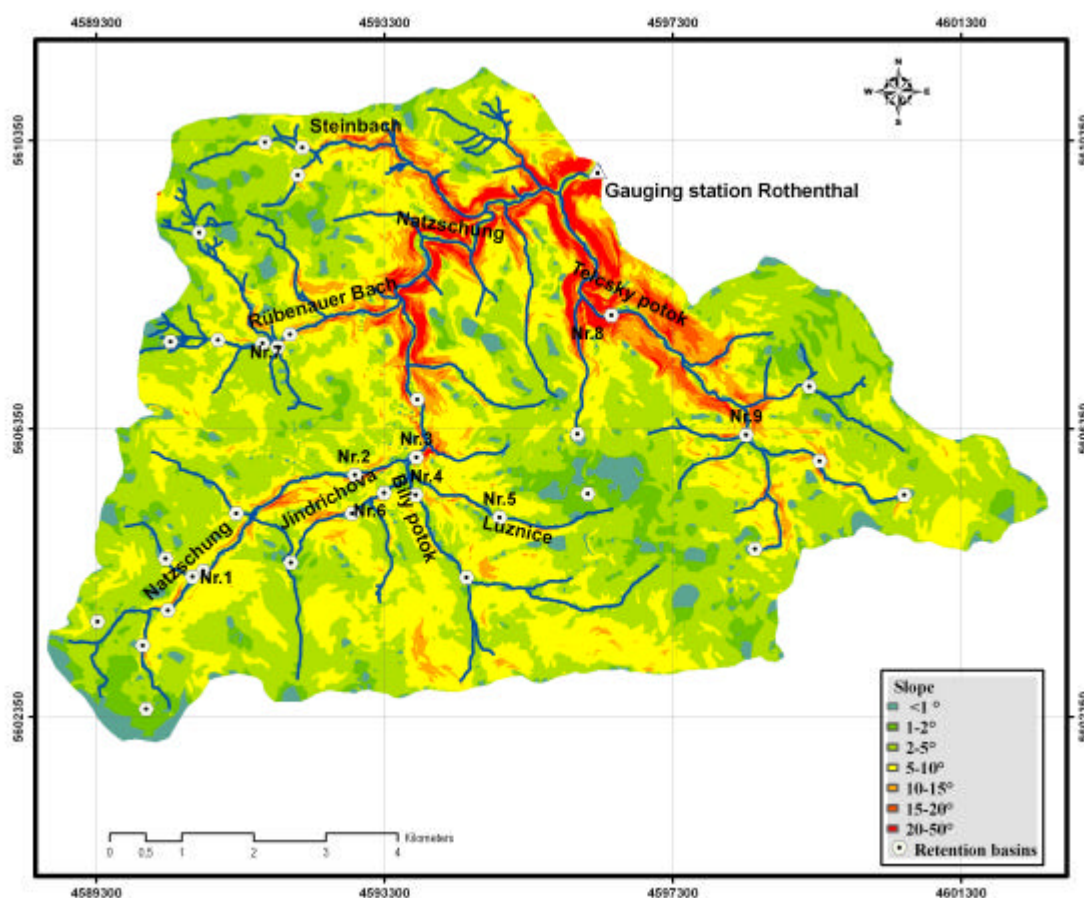 4589300 4593300 4597300 4601300
N
W E
S
Steinbach
5610350 5610350
Gauging station Rothenthal
Natzschung
Telcsky potok
Rübenauer Bach
Nr.8
Nr.7
Nr.9
5606350 5606350
Nr.3
Nr.2
Nr.4
Jindrichova
Bily potok
Nr.5
Nr.6
Luznice
Natzschung
Nr.1
Slope
<1 °
1-2°
2-5°
5-10°
10-15°
15-20°
20-50°
Retention basins
5602350 5602350
Kilometers
0 0,5 1 2 3 4
4589300 4593300 4597300 4601300